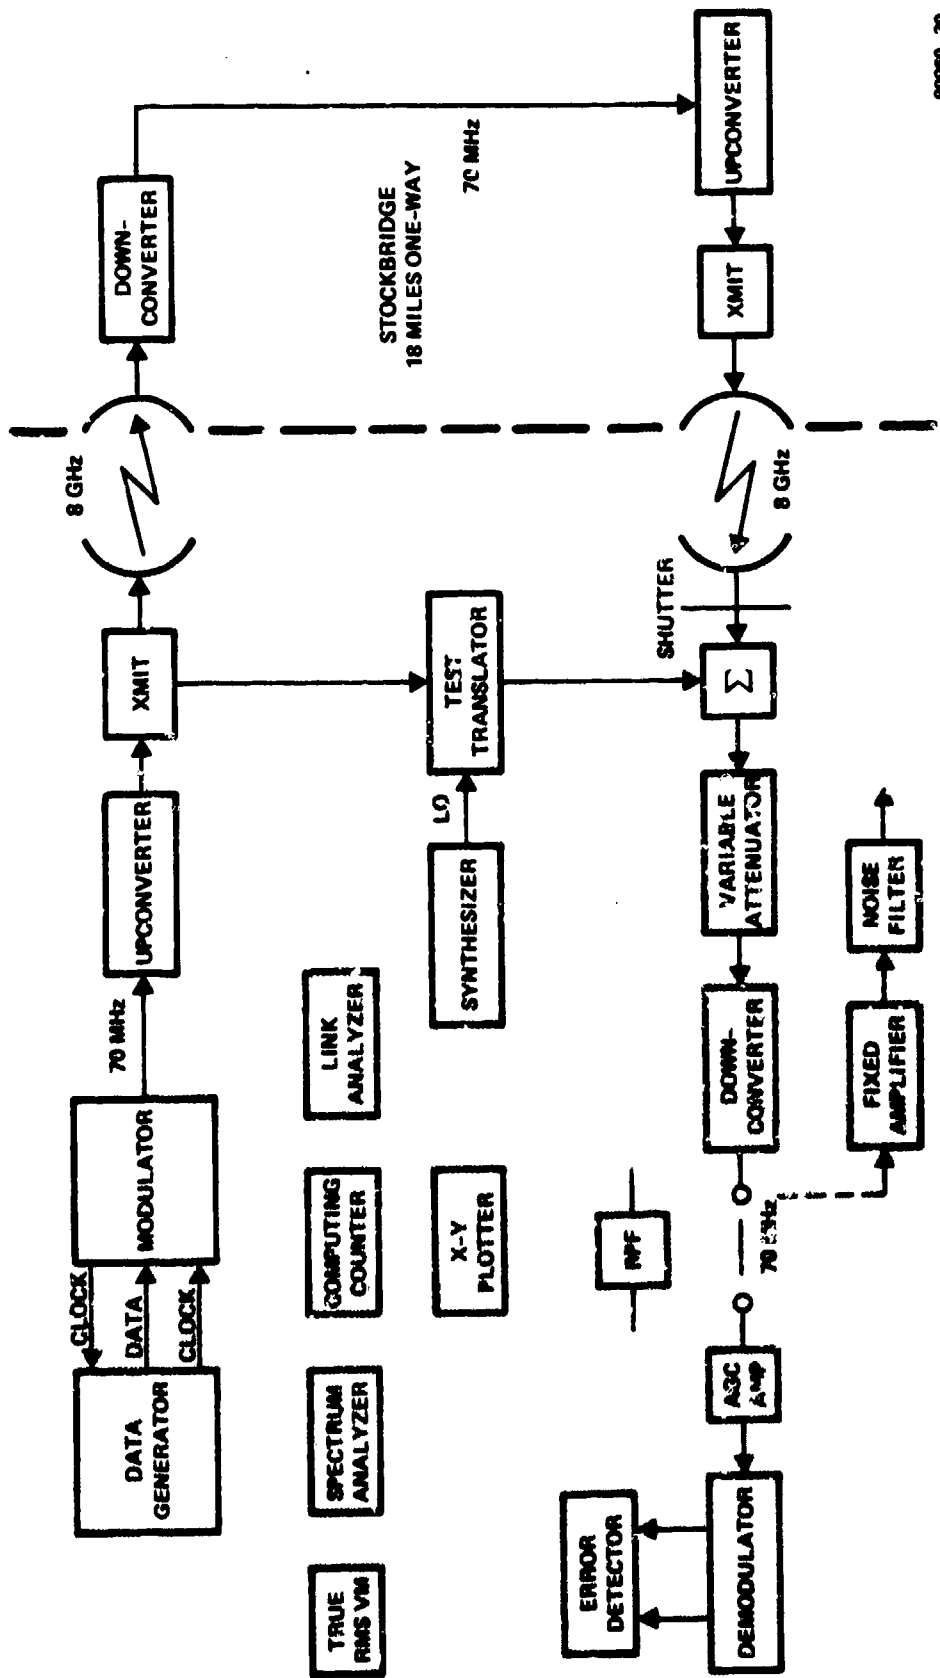 DATA
GENERATOR
CLOCK
DATA
CLOCK
MODULATOR
70 MHz
UPCONVERTER
XMIT
8 GHz
DOWN-
CONVERTER
TRUE
RMS VM
SPECTRUM
ANALYZER
COMPUTING
COUNTER
LINK
ANALYZER
STOCKBRIDGE
18 MILES ONE-WAY
70 MHz
X-Y
PLOTTER
SYNTHESIZER
LO
TEST
TRANSLATOR
ERROR
DETECTOR
SHUTTER
DEMODULATOR
AGC
AMP
70 MHz
DOWN-
CONVERTER
VARIABLE
ATTENUATOR
Σ
8 GHz
XMIT
UPCONVERTER
FIXED
AMPLIFIER
NOISE
FILTER